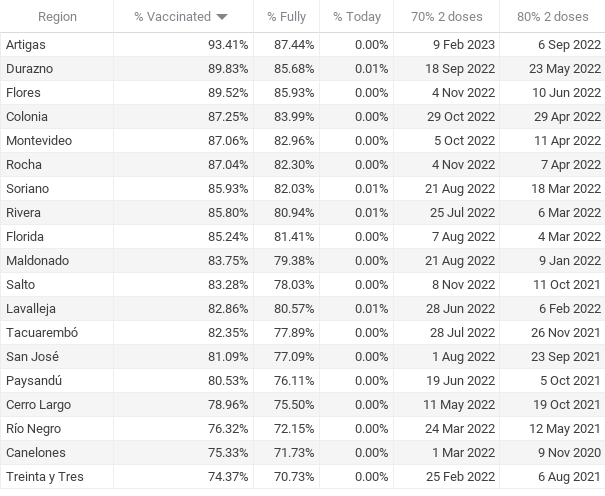 Region % Vaccinated % Fully % Today 70% 2 doses 80% 2 doses
Artigas 93.41% 87.44% 0.00% 9 Feb 2023 6 Sep 2022
Durazno 89.83% 85.68% 0.01% 18 Sep 2022 23 May 2022
Flores 89.52% 85.93% 0.00% 4 Nov 2022 10 Jun 2022
Colonia 87.25% 83.99% 0.00% 29 Oct 2022 29 Apr 2022
Montevideo 87.06% 82.96% 0.00% 5 Oct 2022 11 Apr 2022
Rocha 87.04% 82.30% 0.00% 4 Nov 2022 7 Apr 2022
Soriano 85.93% 82.03% 0.01% 21 Aug 2022 18 Mar 2022
Rivera 85.80% 80.94% 0.01% 25 Jul 2022 6 Mar 2022
Florida 85.24% 81.41% 0.00% 7 Aug 2022 4 Mar 2022
Maldonado 83.75% 79.38% 0.00% 21 Aug 2022 9 Jan 2022
Salto 83.28% 78.03% 0.00% 8 Nov 2022 11 Oct 2021
Lavalleja 82.86% 80.57% 0.01% 28 Jun 2022 6 Feb 2022
Tacuarembó 82.35% 77.89% 0.00% 28 Jul 2022 26 Nov 2021
San José 81.09% 77.09% 0.00% 1 Aug 2022 23 Sep 2021
Paysandú 80.53% 76.11% 0.00% 19 Jun 2022 5 Oct 2021
Cerro Largo 78.96% 75.50% 0.00% 11 May 2022 19 Oct 2021
Río Negro 76.32% 72.15% 0.00% 24 Mar 2022 12 May 2021
Canelones 75.33% 71.73% 0.00% 1 Mar 2022 9 Nov 2020
Treinta y Tres 74.37% 70.73% 0.00% 25 Feb 2022 6 Aug 2021